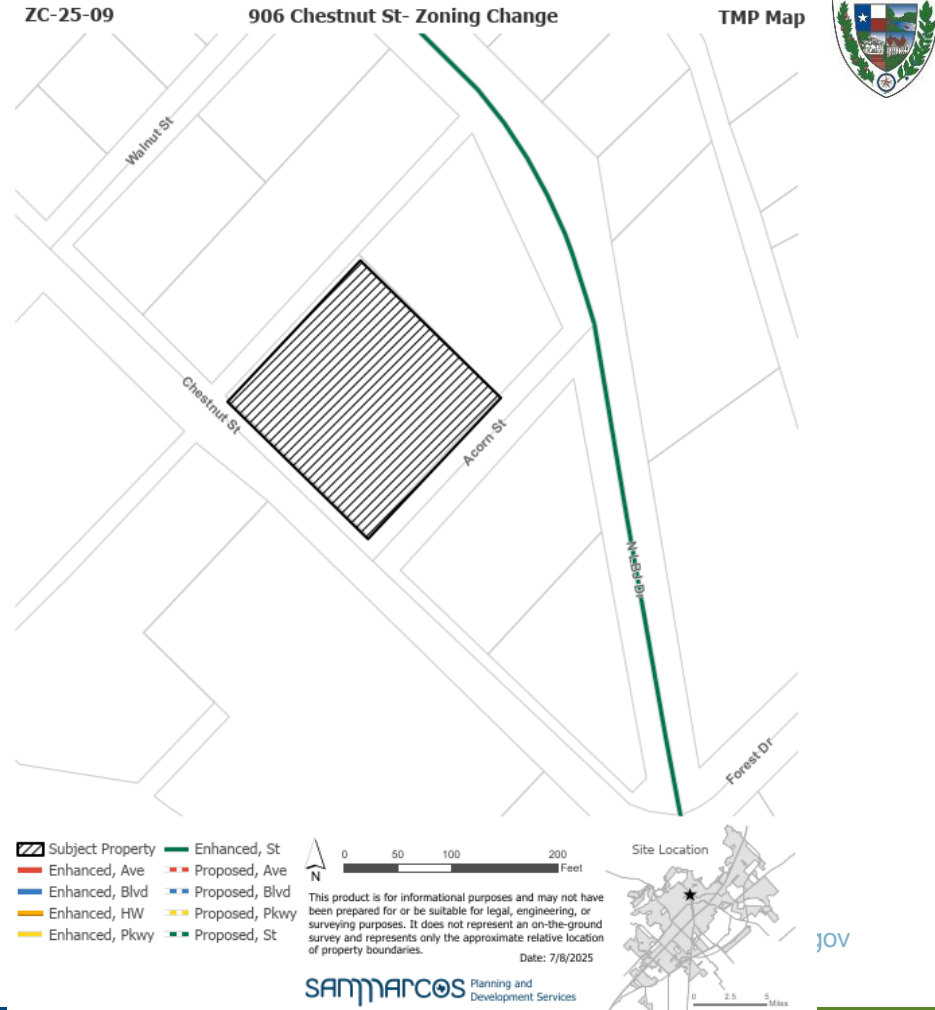 ZC-25-09
906 Chestnut St- Zoning Change
TMP Map
Walnut St
Chestnut St
Acorn St
N LBJ Dr
Forest Dr
Subject Property
Enhanced, Ave
Enhanced, Blvd
Enhanced, HW
Enhanced, Pkwy
Enhanced, St
Proposed, Ave
Proposed, Blvd
Proposed, Pkwy
Proposed, St
N
0 50 100 200
Feet
This product is for informational purposes and may not have
been prepared for or be suitable for legal, engineering, or
surveying purposes. It does not represent an on-the-ground
survey and represents only the approximate relative location
of property boundaries.
Date: 7/8/2025
SAN MARCOS
Planning and
Development Services
Site Location
0 2.5 5
Miles
gov